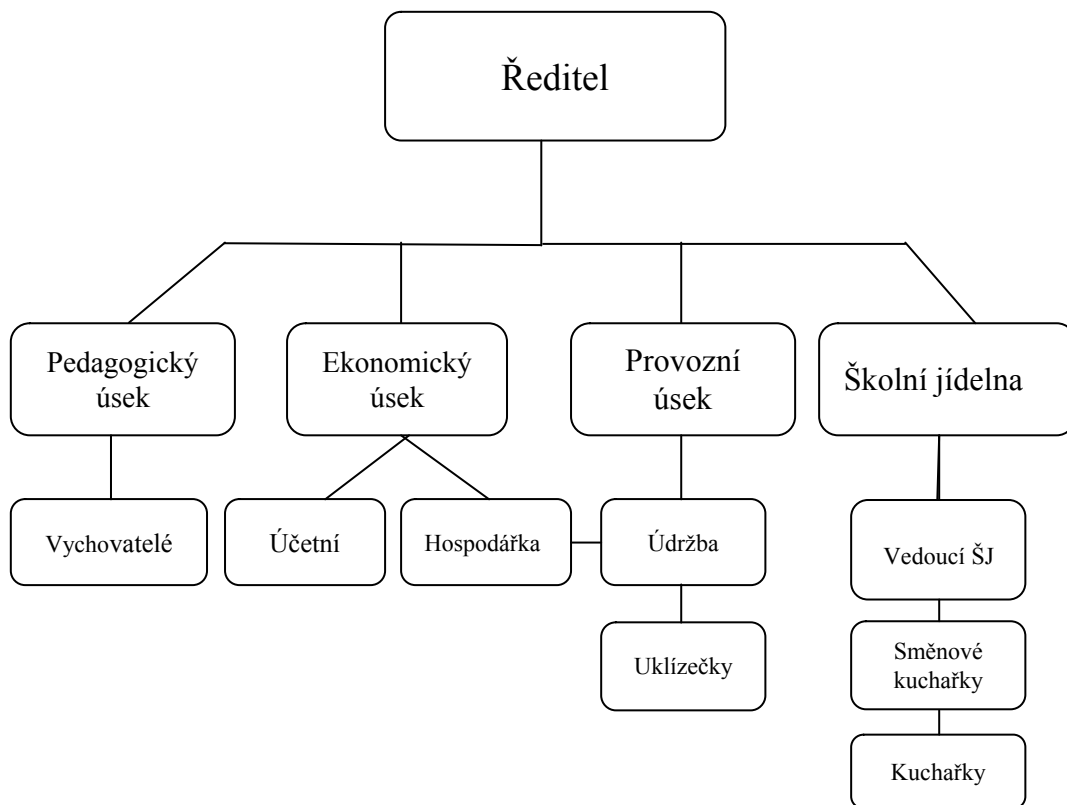 Ředitel
Pedagogický
úsek
Ekonomický
úsek
Provozní
úsek
Školní jídelna
Vychovatelé
Účetní
Hospodářka
Údržba
Vedoucí ŠJ
Uklízečky
Směnové
kuchařky
Kuchařky